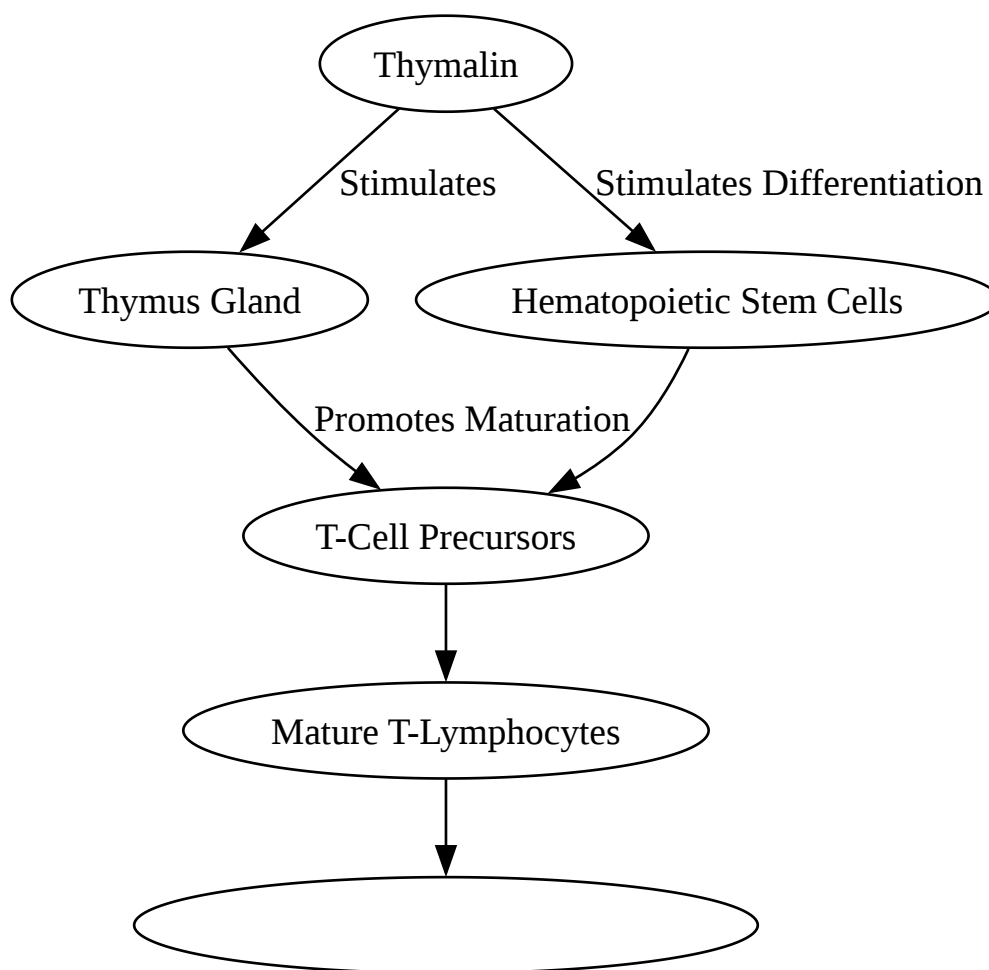 Thymalin
Stimulates
Stimulates Differentiation
Thymus Gland
Hematopoietic Stem Cells
Promotes Maturation
T-Cell Precursors
Mature T-Lymphocytes